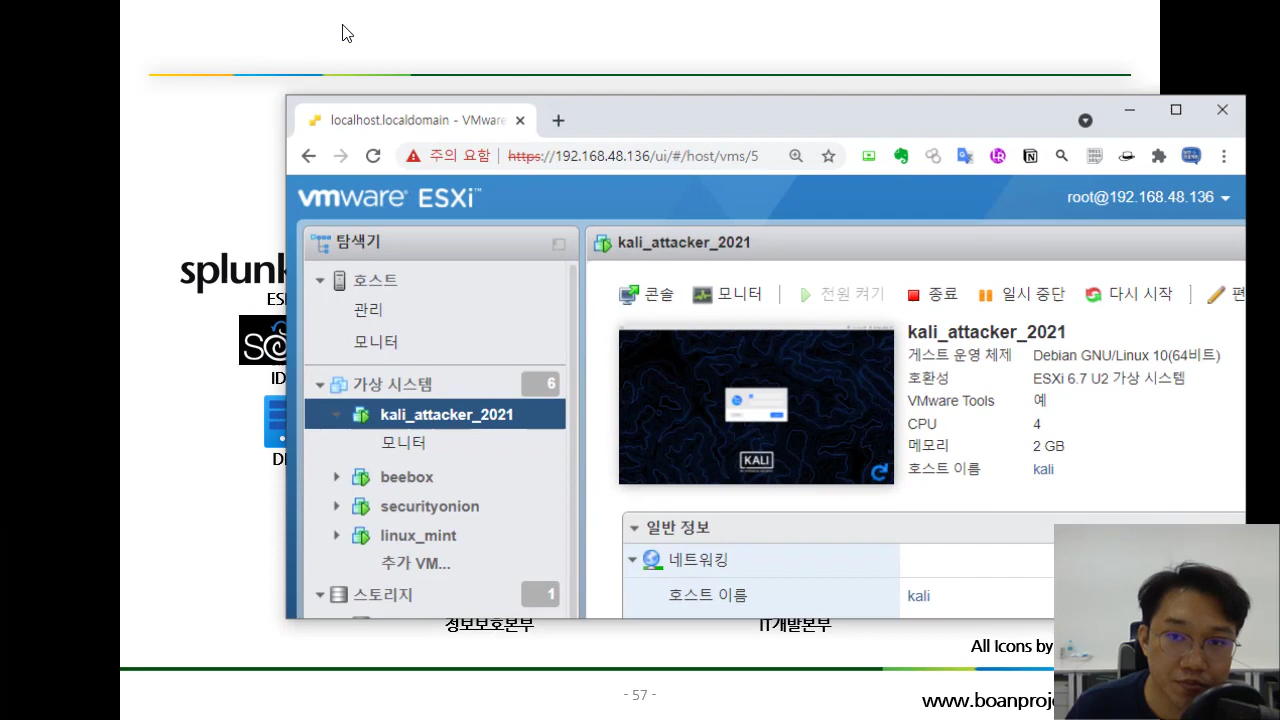 localhost.localdomain - VMware
주의 요함
https://192.168.48.136/ui/#/host/vms/5
vmware ESXi™
root@192.168.48.136
탐색기
kali_attacker_2021
호스트
관리
모니터
가상 시스템
6
kali_attacker_2021
모니터
beebox
securityonion
linux_mint
추가 VM...
스토리지
1
콘솔
모니터
전원 켜기
종료
일시 중단
다시 시작
편
KALI
kali_attacker_2021
게스트 운영 체제 Debian GNU/Linux 10(64비트)
호환성 ESXi 6.7 U2 가상 시스템
VMware Tools 예
CPU 4
메모리 2 GB
호스트 이름 kali
일반 정보
네트워킹
호스트 이름 kali
splunk
ES
ID
D
정보보호본부
IT개발본부
All Icons by
- 57 -
www.boanproje